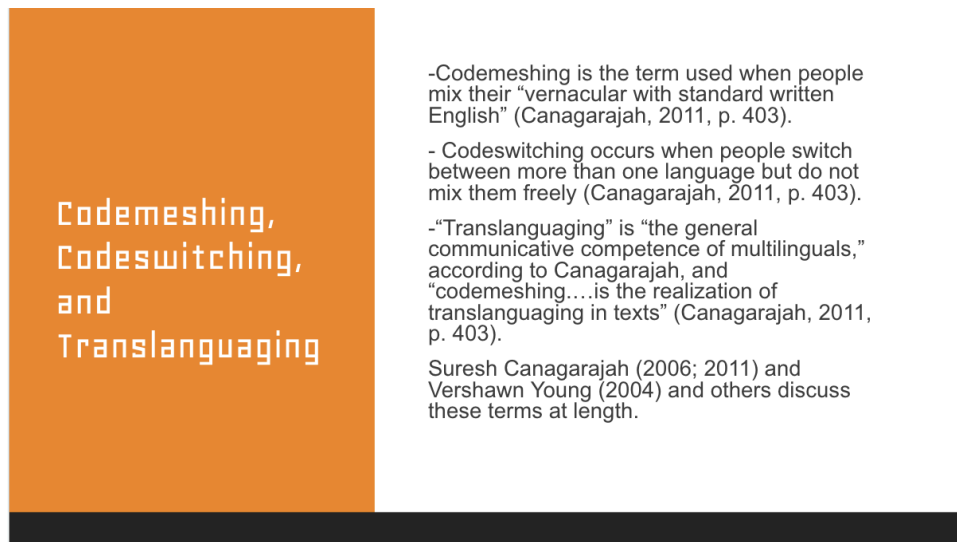 Codemeshing,
Codeswitching,
and
Translanguaging
-Codemeshing is the term used when people
mix their “vernacular with standard written
English” (Canagarajah, 2011, p. 403).
- Codeswitching occurs when people switch
between more than one language but do not
mix them freely (Canagarajah, 2011, p. 403).
-“Translanguaging” is “the general
communicative competence of multilinguals,”
according to Canagarajah, and
“codemeshing.…is the realization of
translanguaging in texts” (Canagarajah, 2011,
p. 403).
Suresh Canagarajah (2006; 2011) and
Vershawn Young (2004) and others discuss
these terms at length.